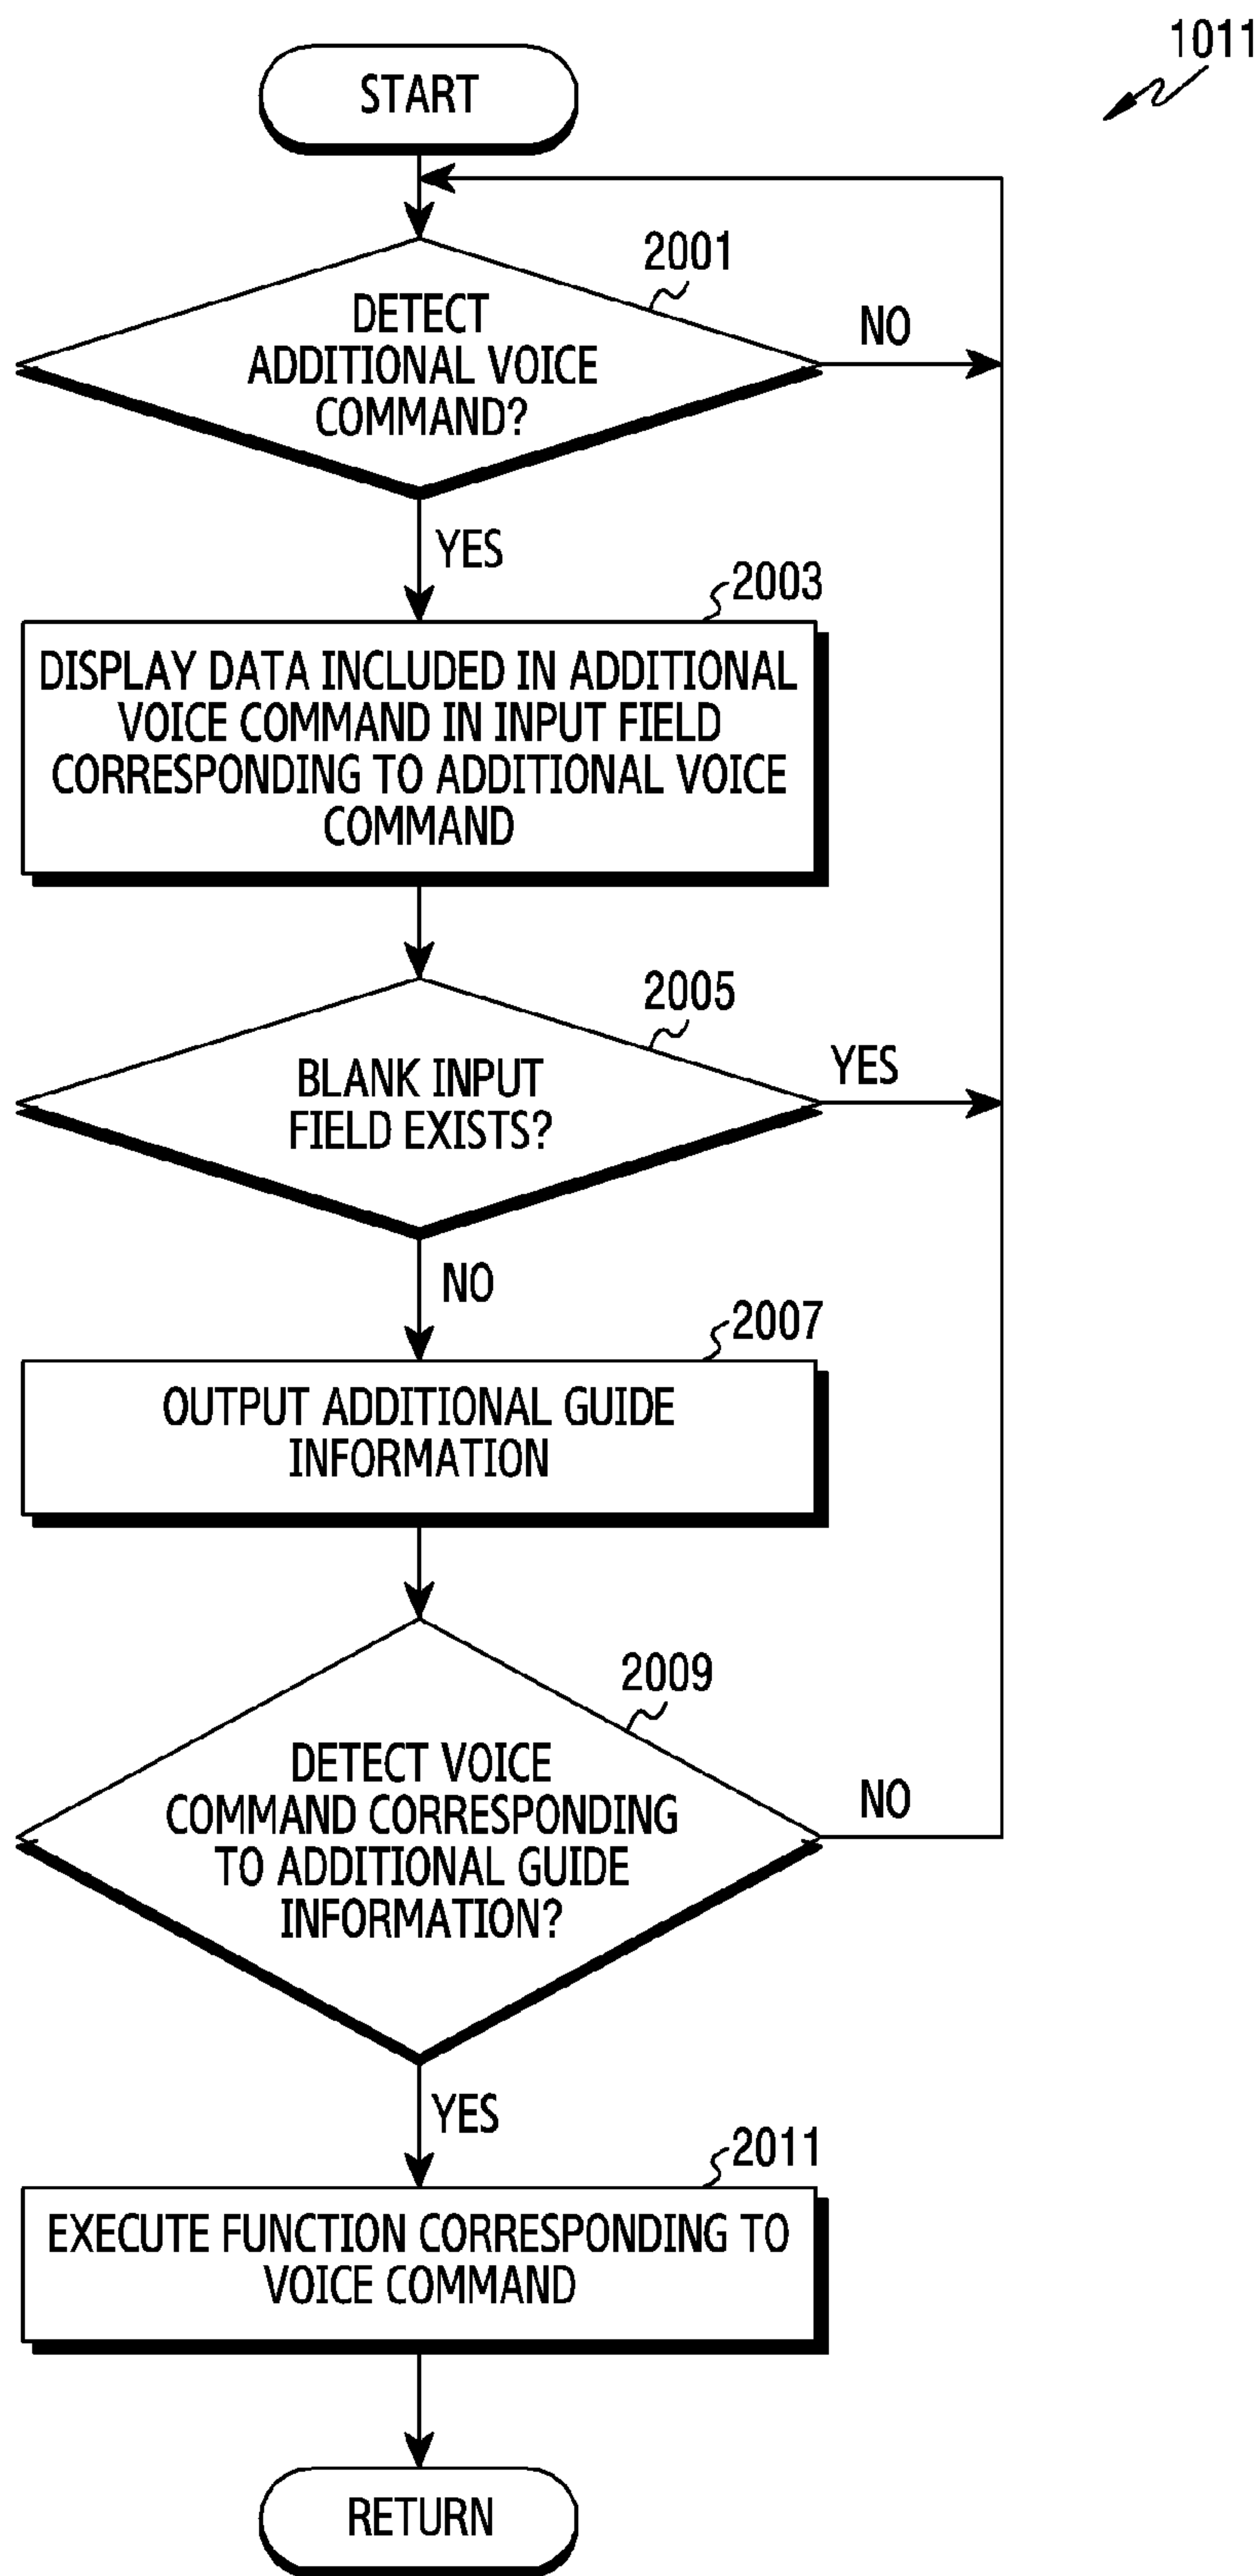 1011
START
2001
DETECT
ADDITIONAL VOICE
COMMAND?
NO
YES
2003
DISPLAY DATA INCLUDED IN ADDITIONAL
VOICE COMMAND IN INPUT FIELD
CORRESPONDING TO ADDITIONAL VOICE
COMMAND
2005
BLANK INPUT
FIELD EXISTS?
YES
NO
2007
OUTPUT ADDITIONAL GUIDE
INFORMATION
2009
DETECT VOICE
COMMAND CORRESPONDING
TO ADDITIONAL GUIDE
INFORMATION?
NO
YES
2011
EXECUTE FUNCTION CORRESPONDING TO
VOICE COMMAND
RETURN